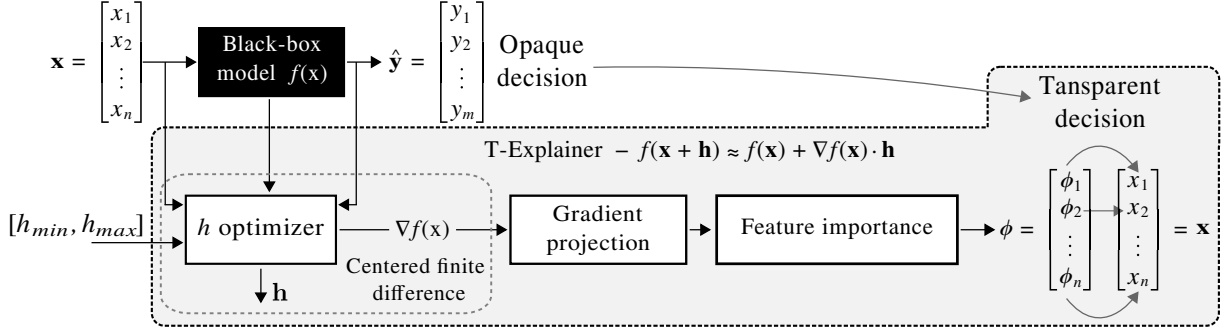 x = [x₁ x₂ ⋮ xₙ]
Black-box
model f(x)
ŷ = [y₁ y₂ ⋮ yₘ]
Opaque
decision
Tansparent
decision
T-Explainer − f(x + h) ≈ f(x) + ∇f(x) · h
[hₘᵢₙ, hₘₐₓ]
h optimizer
∇f(x)
Centered finite
difference
h
Gradient
projection
Feature importance
ϕ = [ϕ₁ ϕ₂ ⋮ ϕₙ] [x₁ x₂ ⋮ xₙ] = x